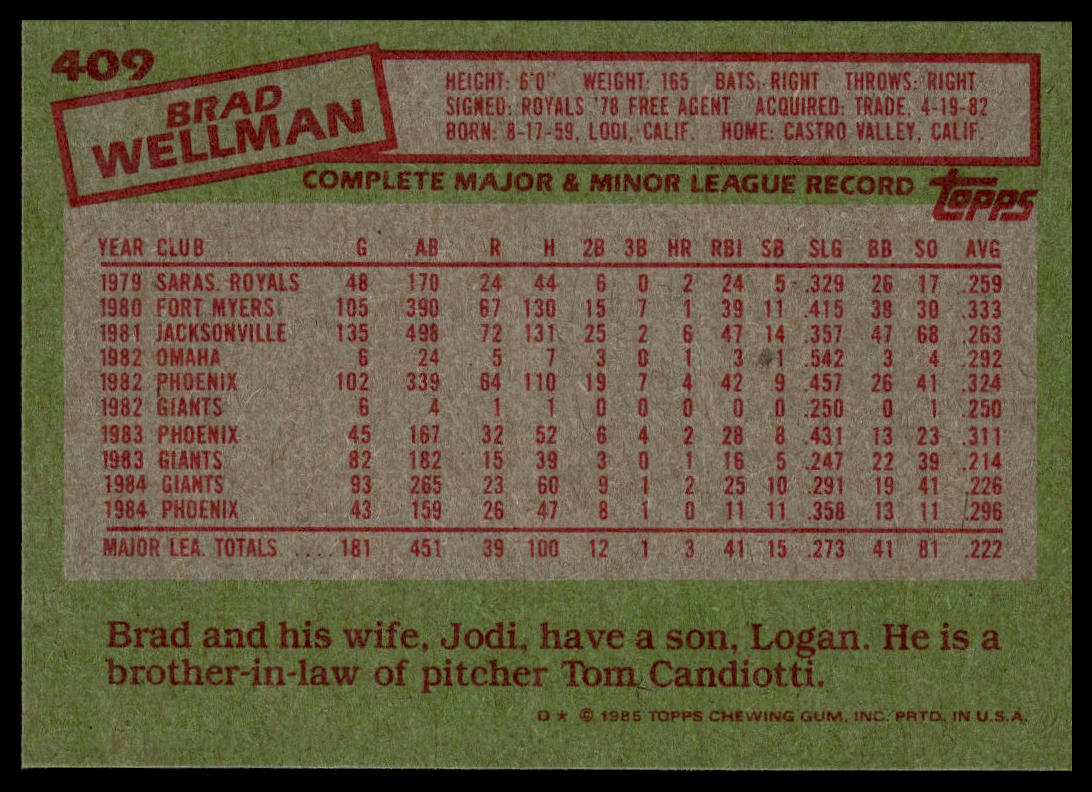 409
BRAD
WELLMAN
HEIGHT: 6'0" WEIGHT: 165 BATS: RIGHT THROWS: RIGHT
SIGNED: ROYALS '78 FREE AGENT ACQUIRED: TRADE, 4-19-82
BORN: 8-17-59, LODI, CALIF. HOME: CASTRO VALLEY, CALIF.
COMPLETE MAJOR & MINOR LEAGUE RECORD
topps
YEAR CLUB G AB R H 2B 3B HR RBI SB SLG BB SO AVG
1979 SARAS. ROYALS 48 170 24 44 6 0 2 24 5 .329 26 17 .259
1980 FORT MYERS 105 390 67 130 15 7 1 39 11 .415 38 30 .333
1981 JACKSONVILLE 135 498 72 131 25 2 6 47 14 .357 47 68 .263
1982 OMAHA 6 24 5 7 3 0 1 3 1 .542 3 4 .292
1982 PHOENIX 102 339 64 110 19 7 4 42 9 .457 26 41 .324
1982 GIANTS 6 4 1 1 0 0 0 0 0 .250 0 1 .250
1983 PHOENIX 45 167 32 52 6 4 2 28 8 .431 13 23 .311
1983 GIANTS 82 182 15 39 3 0 1 16 5 .247 22 39 .214
1984 GIANTS 93 265 23 60 9 1 2 25 10 .291 19 41 .226
1984 PHOENIX 43 159 26 47 8 1 0 11 11 .358 13 11 .296
MAJOR LEA. TOTALS ....181 451 39 100 12 1 3 41 15 .273 41 81 .222
Brad and his wife, Jodi, have a son, Logan. He is a
brother-in-law of pitcher Tom Candiotti.
D★ © 1985 TOPPS CHEWING GUM, INC. PRTD. IN U.S.A.